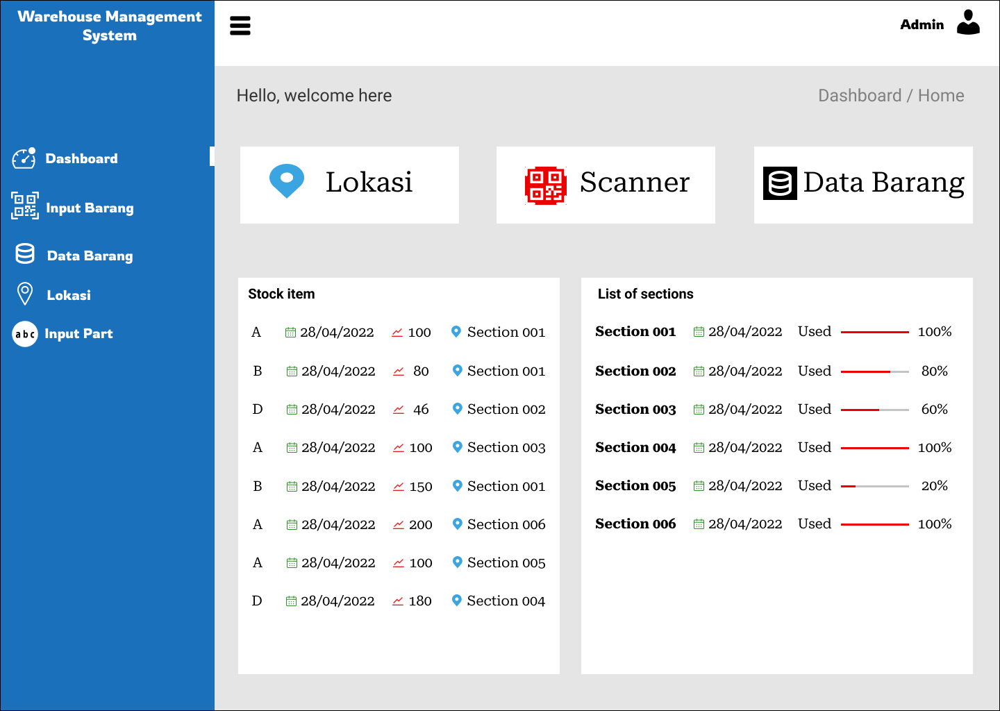 Warehouse Management
System
Admin
Hello, welcome here
Dashboard / Home
Dashboard
Input Barang
Data Barang
Lokasi
abc Input Part
Lokasi
Scanner
Data Barang
Stock item
A 28/04/2022 100 Section 001
B 28/04/2022 80 Section 001
D 28/04/2022 46 Section 002
A 28/04/2022 100 Section 003
B 28/04/2022 150 Section 001
A 28/04/2022 200 Section 006
A 28/04/2022 100 Section 005
D 28/04/2022 180 Section 004
List of sections
Section 001 28/04/2022 Used 100%
Section 002 28/04/2022 Used 80%
Section 003 28/04/2022 Used 60%
Section 004 28/04/2022 Used 100%
Section 005 28/04/2022 Used 20%
Section 006 28/04/2022 Used 100%